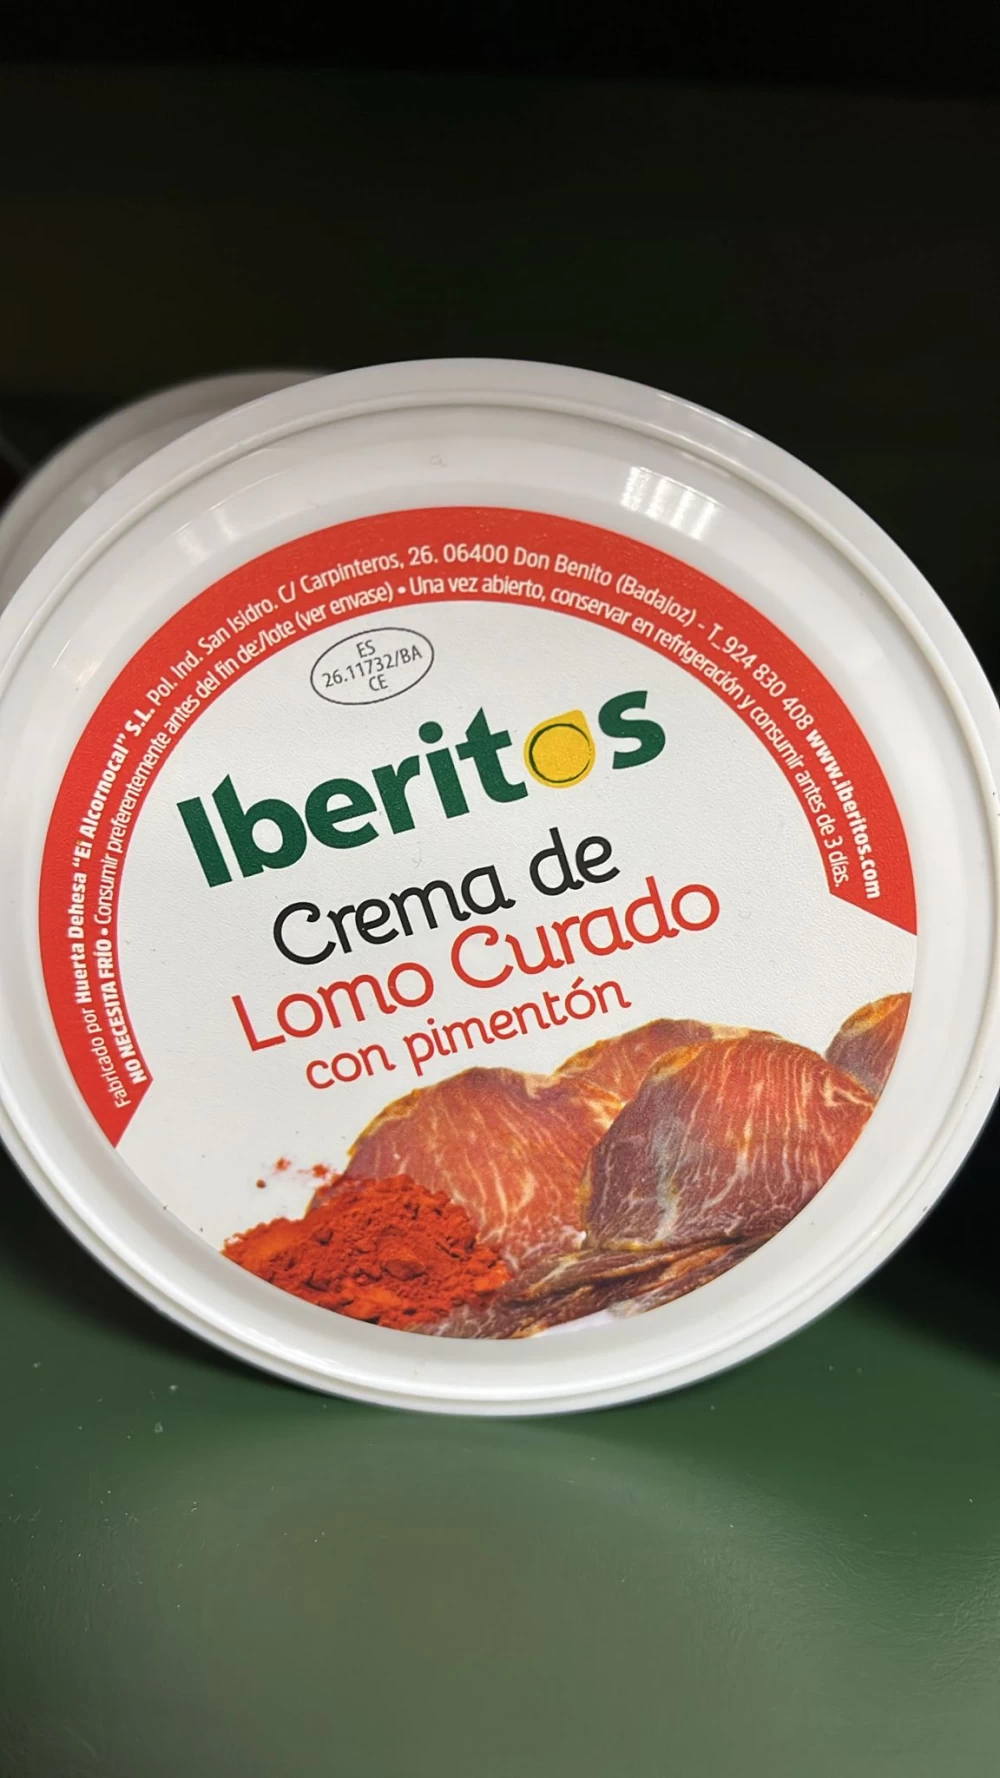 Fabricado por Huerta Dehesa "El Alcornocal" S.L. Pol. Ind. San Isidro. C/ Carpinteros, 26. 06400 Don Benito (Badajoz) - T. 924 830 408 www.iberitos.com
NO NECESITA FRÍO • Consumir preferentemente antes del fin de:/lote (ver envase) • Una vez abierto, conservar en refrigeración y consumir antes de 3 días.
ES
26.11732/BA
CE
Iberitos
Crema de
Lomo Curado
con pimentón